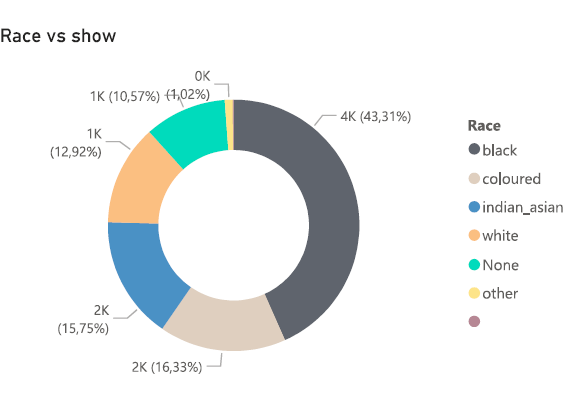 Race vs show
0K
(1,02%)
1K (10,57%)
4K (43,31%)
1K
(12,92%)
2K
(15,75%)
2K (16,33%)
Race
black
coloured
indian_asian
white
None
other